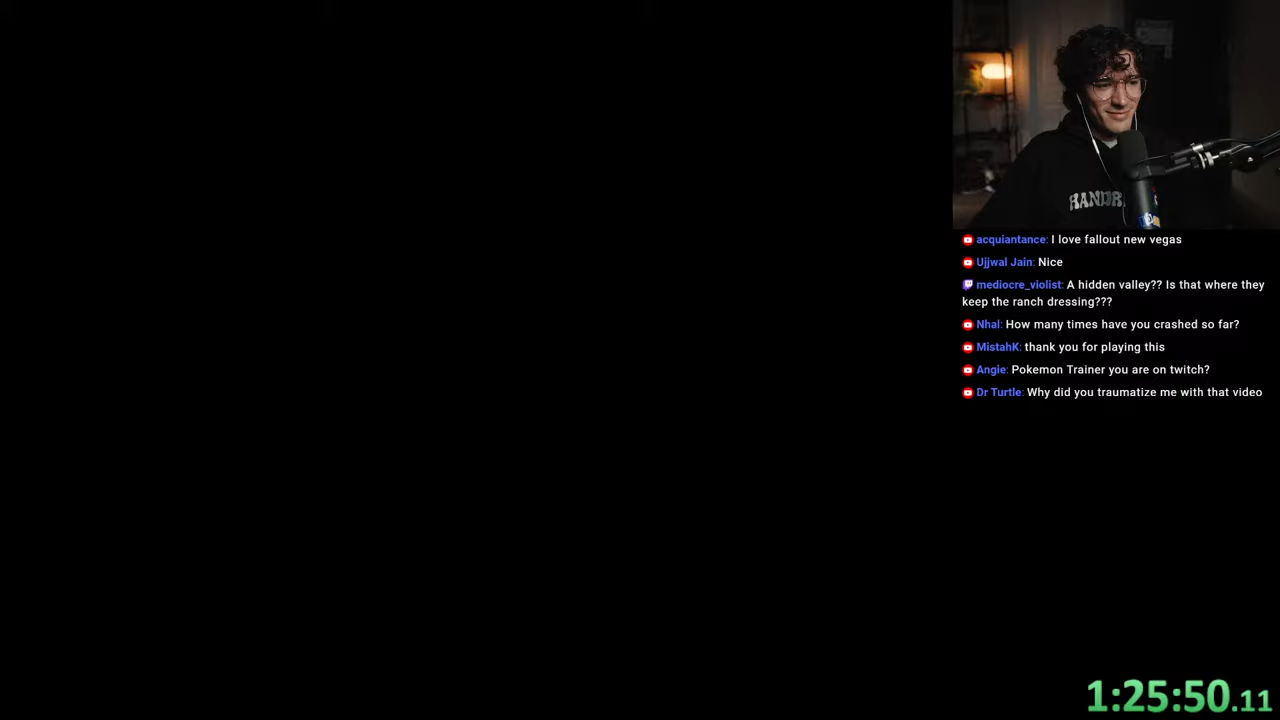 acquiantance: I love fallout new vegas
Ujjwal Jain: Nice
mediocre_violist: A hidden valley?? Is that where they
keep the ranch dressing???
Nhal: How many times have you crashed so far?
MistahK: thank you for playing this
Angie: Pokemon Trainer you are on twitch?
Dr Turtle: Why did you traumatize me with that video
1:25:50.11